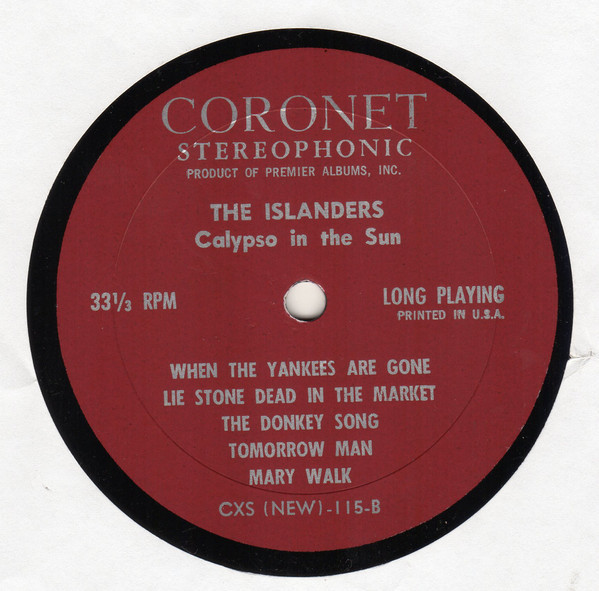 CORONET
STEREOPHONIC
PRODUCT OF PREMIER ALBUMS, INC.
THE ISLANDERS
Calypso in the Sun
33⅓ RPM
LONG PLAYING
PRINTED IN U.S.A.
WHEN THE YANKEES ARE GONE
LIE STONE DEAD IN THE MARKET
THE DONKEY SONG
TOMORROW MAN
MARY WALK
CXS (NEW)-115-B